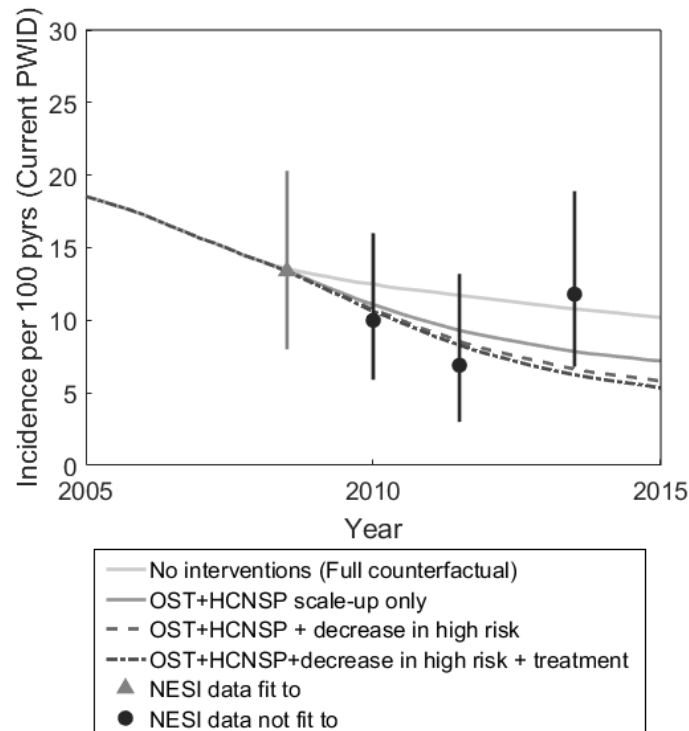 Incidence per 100 pyrs (Current PWID)
30
25
20
15
10
5
0
2005
2010
2015
Year
No interventions (Full counterfactual)
OST+HCNSP scale-up only
OST+HCNSP + decrease in high risk
OST+HCNSP+decrease in high risk + treatment
NESI data fit to
NESI data not fit to